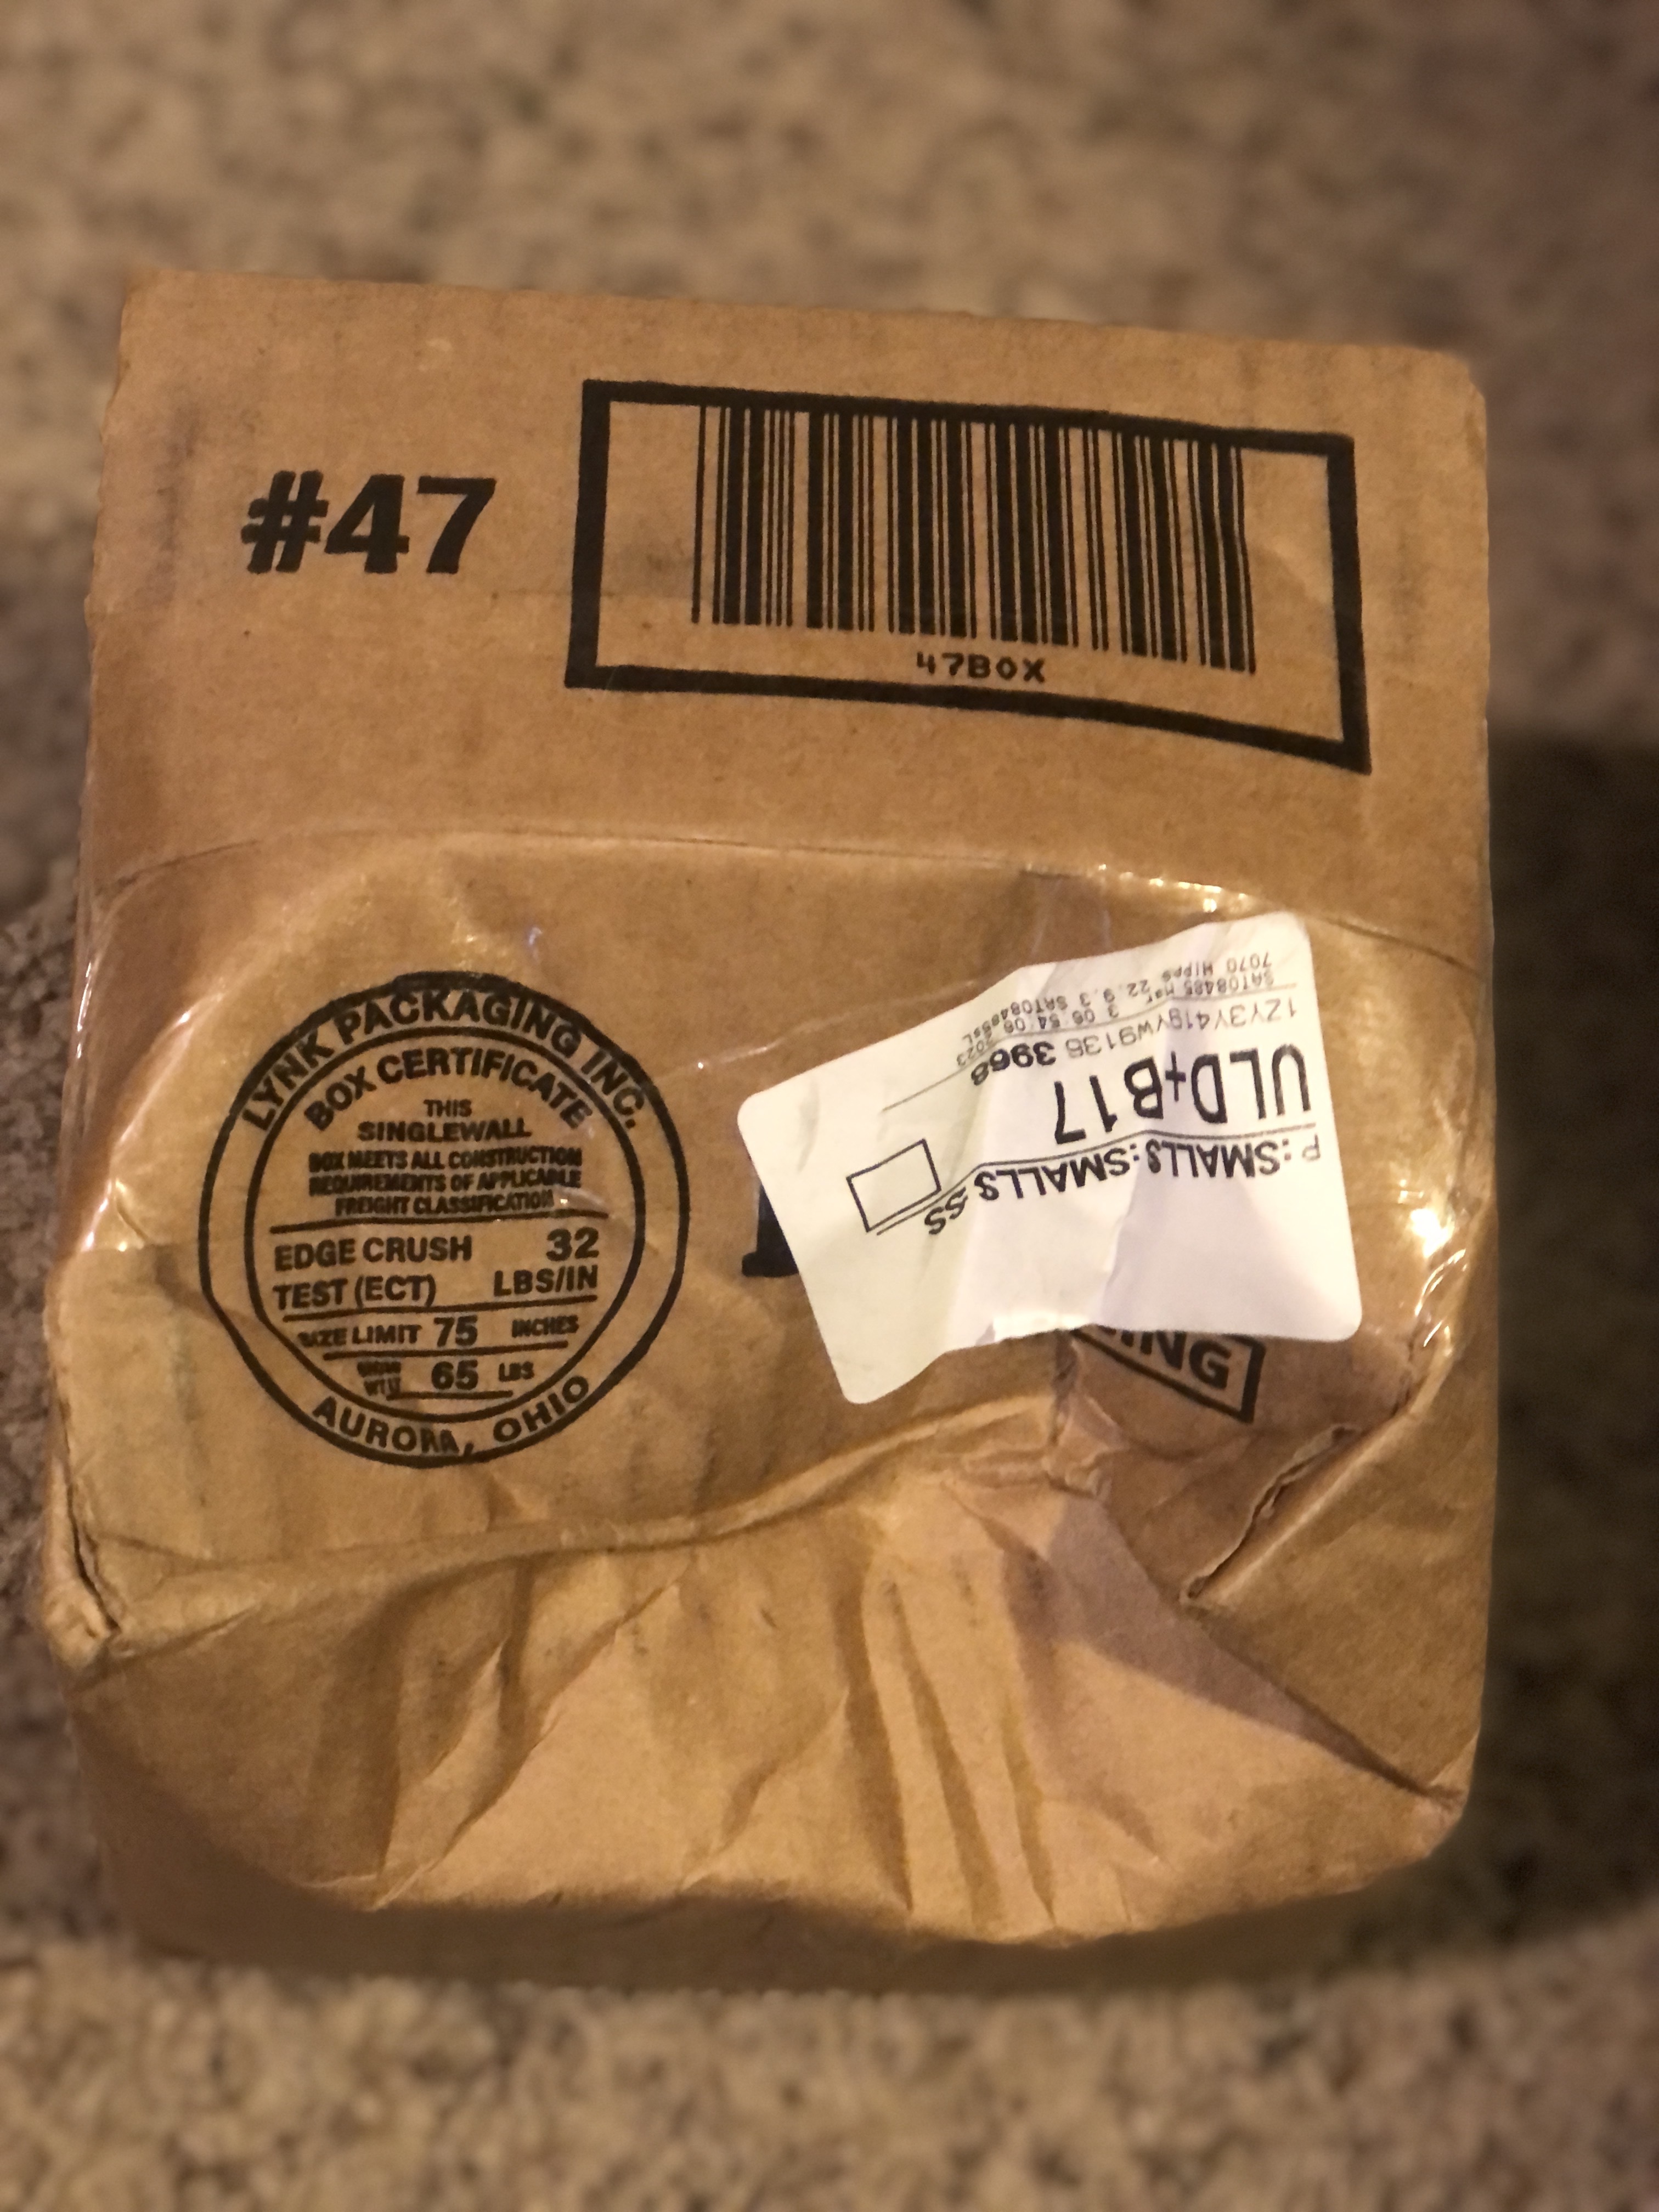 #47
47BOX
LYNK PACKAGING INC.
BOX CERTIFICATE
THIS
SINGLEWALL
BOX MEETS ALL CONSTRUCTION
REQUIREMENTS OF APPLICABLE
FREIGHT CLASSIFICATION
EDGE CRUSH 32
TEST (ECT) LBS/IN
SIZE LIMIT 75 INCHES
65 LBS
AURORA, OHIO
P:SMALLS:SMALLS SS
ULD+B17
3968
7070 Hipps